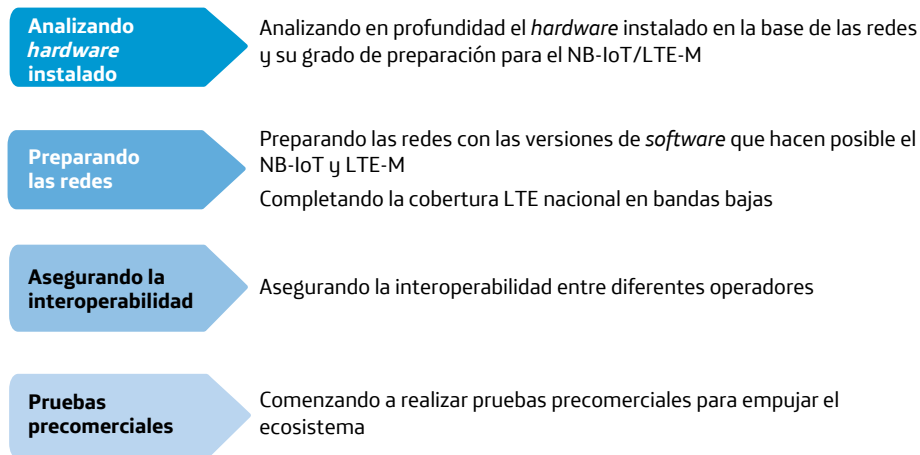 Analizando
hardware
instalado
Analizando en profundidad el hardware instalado en la base de las redes
y su grado de preparación para el NB-IoT/LTE-M
Preparando
las redes
Preparando las redes con las versiones de software que hacen posible el
NB-IoT y LTE-M
Completando la cobertura LTE nacional en bandas bajas
Asegurando la
interoperabilidad
Asegurando la interoperabilidad entre diferentes operadores
Pruebas
precomerciales
Comenzando a realizar pruebas precomerciales para empujar el
ecosistema